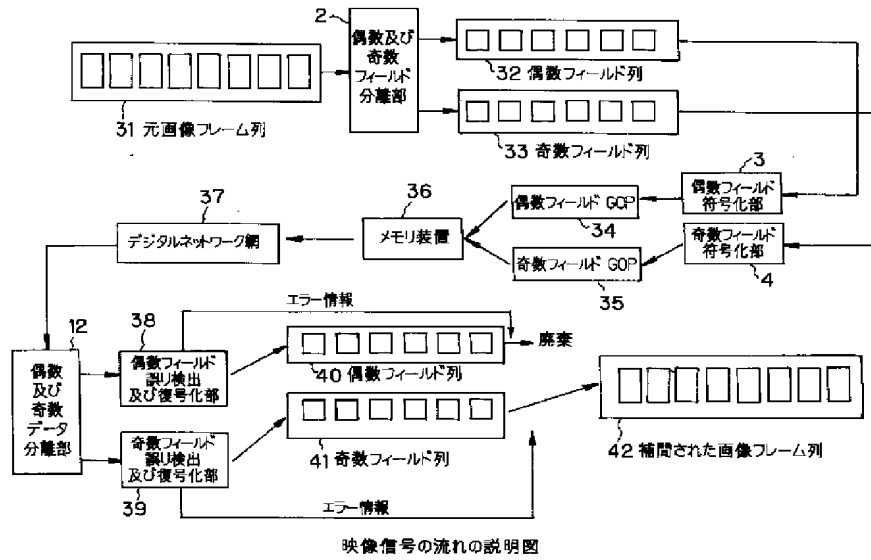 2
偶数及び
奇数
フィールド
分離部
31 元画像フレーム列
32 偶数フィールド列
33 奇数フィールド列
3
偶数フィールド
符号化部
偶数フィールド GOP
34
36
メモリ装置
37
デジタルネットワーク網
奇数フィールド
符号化部
4
奇数フィールド GOP
35
エラー情報
12
偶数
及び
奇数
データ
分離部
38
偶数フィールド
誤り検出
及び復号化部
40 偶数フィールド列
廃棄
奇数フィールド
誤り検出
及び復号化部
39
41 奇数フィールド列
エラー情報
42 補間された画像フレーム列
映像信号の流れの説明図